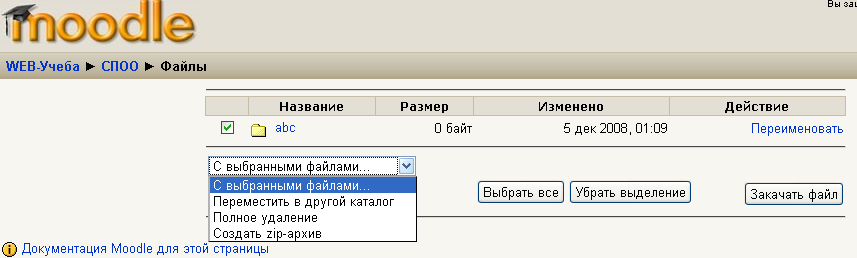 Вы за
moodle
WEB-Учеба ► СПОО ► Файлы
Название Размер Изменено Действие
abc 0 байт 5 дек 2008, 01:09 Переименовать
С выбранными файлами...
С выбранными файлами...
Переместить в другой каталог
Полное удаление
Создать zip-архив
Выбрать все Убрать выделение Закачать файл
Документация Moodle для этой страницы